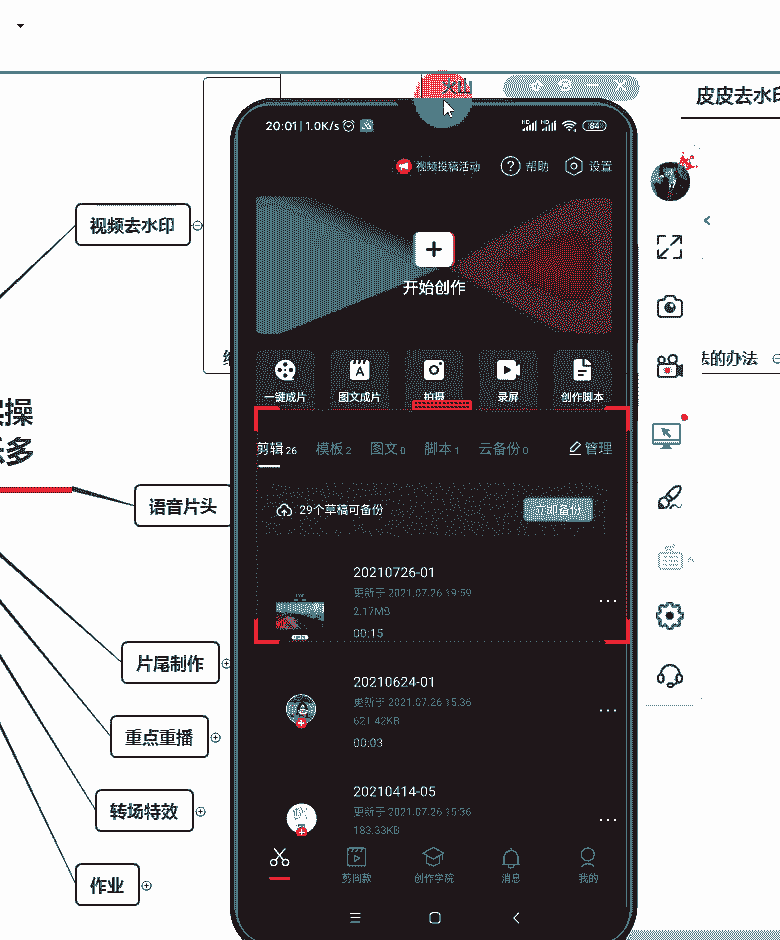 火山
皮皮去水印
20:01 | 1.0K/s
84
视频投稿活动
帮助
设置
视频去水印
开始创作
一键成片
图文成片
拍摄
录屏
创作脚本
去的办法
操
多
剪辑 26
模板 2
图文 0
脚本 1
云备份 0
管理
语音片头
29个草稿可备份
立即备份
20210726-01
更新于 2021.07.26 19:59
2.17MB
00:15
片尾制作
20210624-01
更新于 2021.07.26 15:36
621.42KB
00:03
重点重播
20210414-05
更新于 2021.07.26 15:36
183.33KB
转场特效
作业
剪同款
创作学院
消息
我的